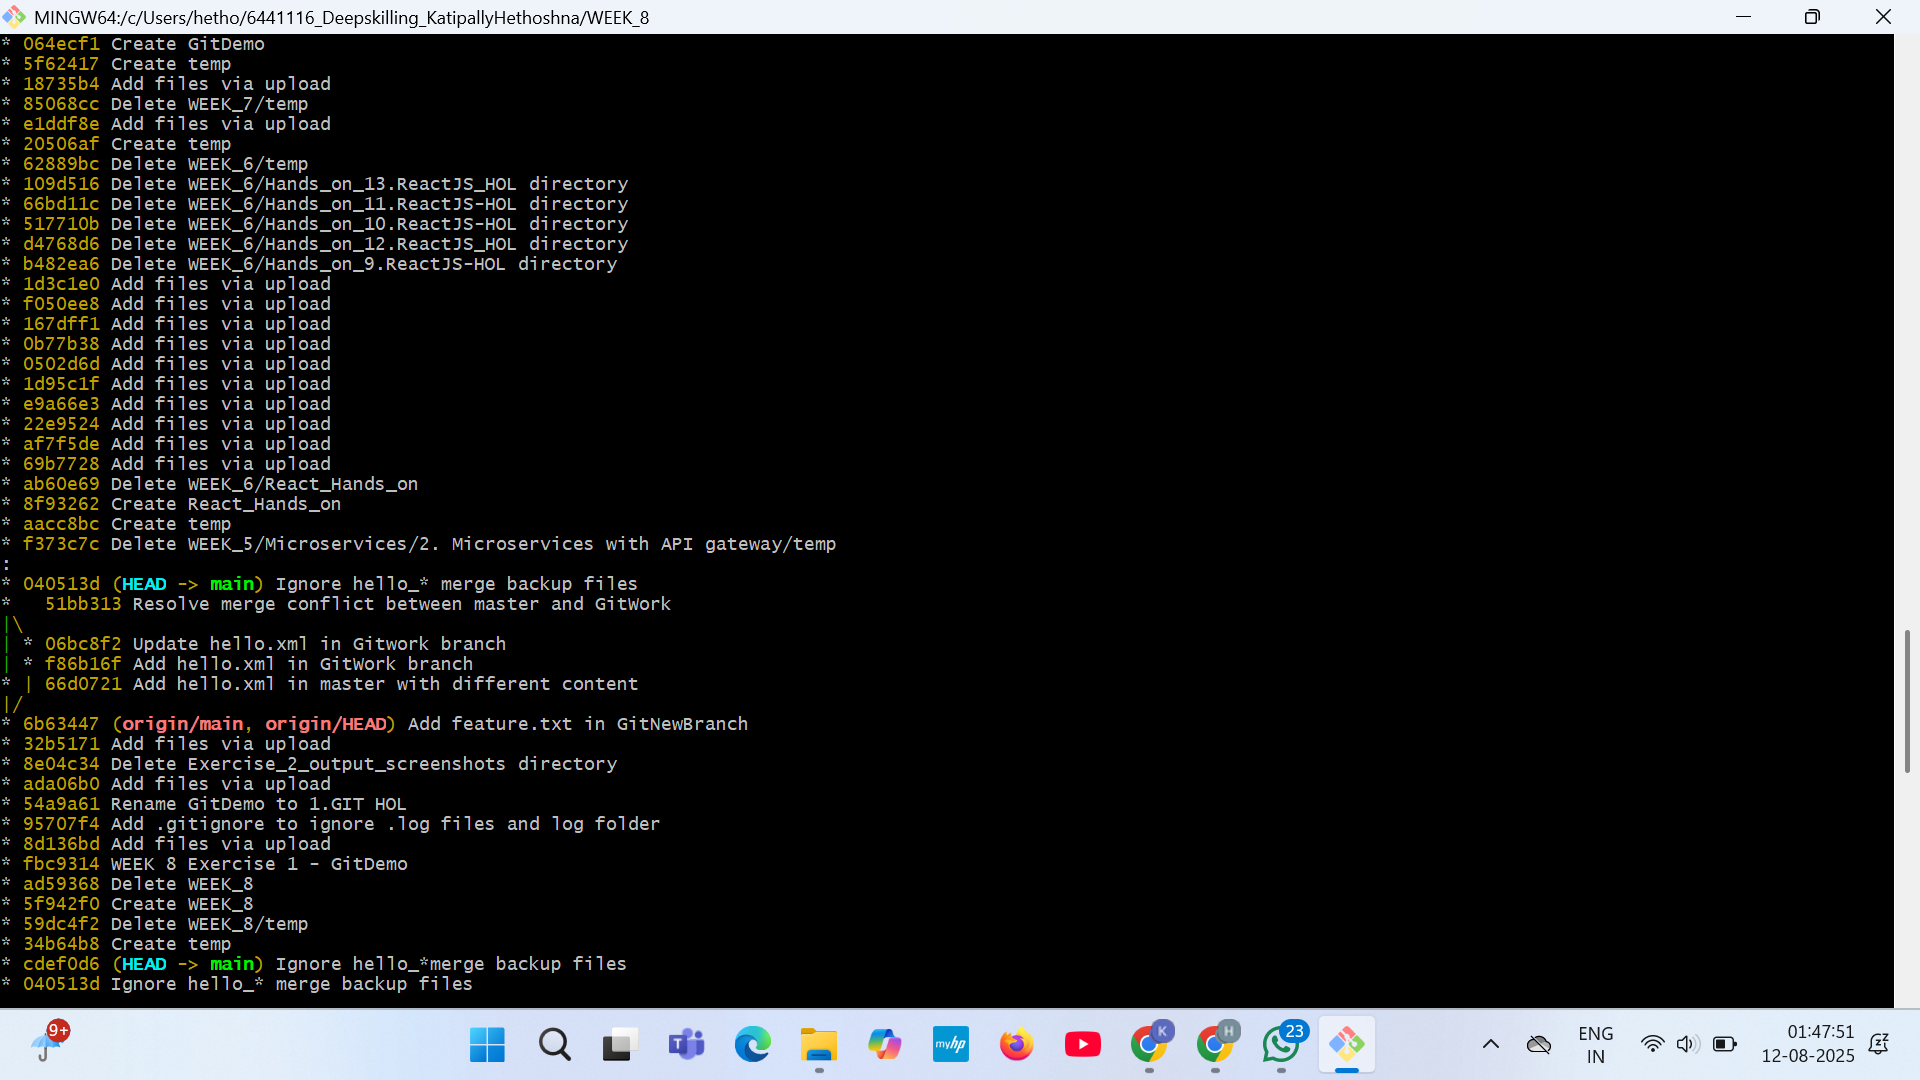 MINGW64:/c/Users/hetho/6441116_Deepskilling_KatipallyHethoshna/WEEK_8
* 064ecf1 Create GitDemo
* 5f62417 Create temp
* 18735b4 Add files via upload
* 85068cc Delete WEEK_7/temp
* e1ddf8e Add files via upload
* 20506af Create temp
* 62889bc Delete WEEK_6/temp
* 109d516 Delete WEEK_6/Hands_on_13.ReactJS_HOL directory
* 66bd11c Delete WEEK_6/Hands_on_11.ReactJS-HOL directory
* 517710b Delete WEEK_6/Hands_on_10.ReactJS-HOL directory
* d4768d6 Delete WEEK_6/Hands_on_12.ReactJS_HOL directory
* b482ea6 Delete WEEK_6/Hands_on_9.ReactJS-HOL directory
* 1d3c1e0 Add files via upload
* f050ee8 Add files via upload
* 167dff1 Add files via upload
* 0b77b38 Add files via upload
* 0502d6d Add files via upload
* 1d95c1f Add files via upload
* e9a66e3 Add files via upload
* 22e9524 Add files via upload
* af7f5de Add files via upload
* 69b7728 Add files via upload
* ab60e69 Delete WEEK_6/React_Hands_on
* 8f93262 Create React_Hands_on
* aacc8bc Create temp
* f373c7c Delete WEEK_5/Microservices/2. Microservices with API gateway/temp
:
* 040513d (HEAD -> main) Ignore hello_* merge backup files
*   51bb313 Resolve merge conflict between master and GitWork
|\
| * 06bc8f2 Update hello.xml in Gitwork branch
| * f86b16f Add hello.xml in GitWork branch
* | 66d0721 Add hello.xml in master with different content
|/
* 6b63447 (origin/main, origin/HEAD) Add feature.txt in GitNewBranch
* 32b5171 Add files via upload
* 8e04c34 Delete Exercise_2_output_screenshots directory
* ada06b0 Add files via upload
* 54a9a61 Rename GitDemo to 1.GIT HOL
* 95707f4 Add .gitignore to ignore .log files and log folder
* 8d136bd Add files via upload
* fbc9314 WEEK 8 Exercise 1 - GitDemo
* ad59368 Delete WEEK_8
* 5f942f0 Create WEEK_8
* 59dc4f2 Delete WEEK_8/temp
* 34b64b8 Create temp
* cdef0d6 (HEAD -> main) Ignore hello_*merge backup files
* 040513d Ignore hello_* merge backup files
9+
T
myhp
K
H
23
ENG
IN
01:47:51
12-08-2025